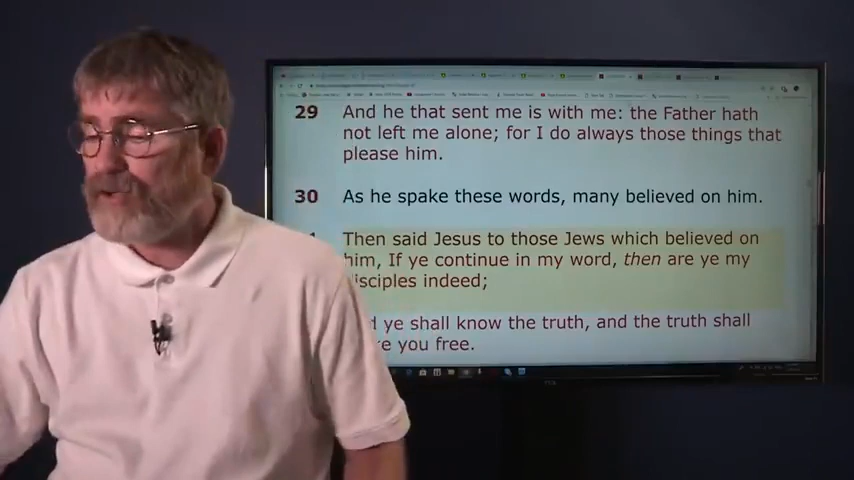 29 And he that sent me is with me: the Father hath
not left me alone; for I do always those things that
please him.
30 As he spake these words, many believed on him.
Then said Jesus to those Jews which believed on
him, If ye continue in my word, then are ye my
disciples indeed;
ye shall know the truth, and the truth shall
you free.